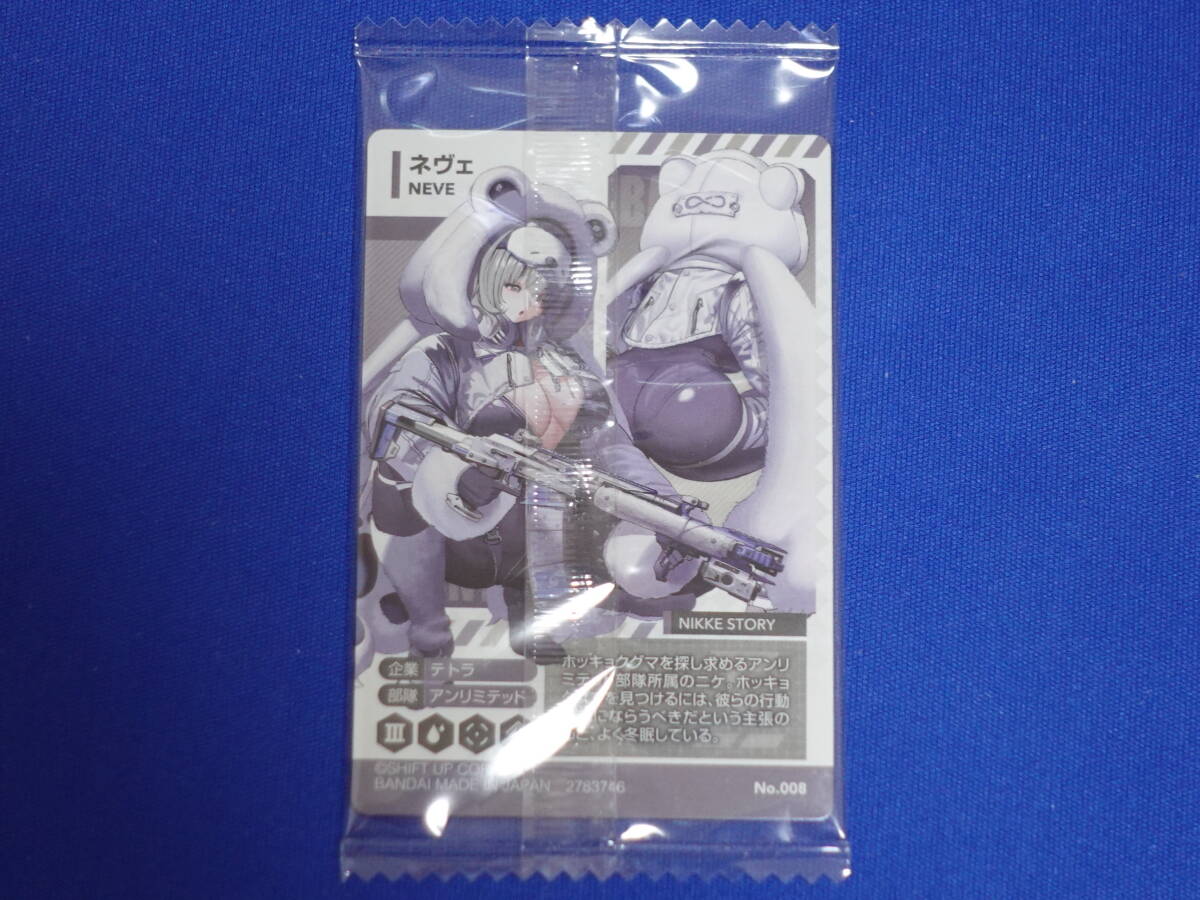 ネヴェ
NEVE
NIKKE STORY
企業 テトラ
部隊 アンリミテッド
ホッキョクグマを探し求めるアンリ
ミテ 部隊所属のニケ。ホッキョ
を見つけるには、彼らの行動
にならうべきだという主張の
と、よく冬眠している。
III
©SHIFT UP COR
BANDAI MADE IN JAPAN 2783746
No.008